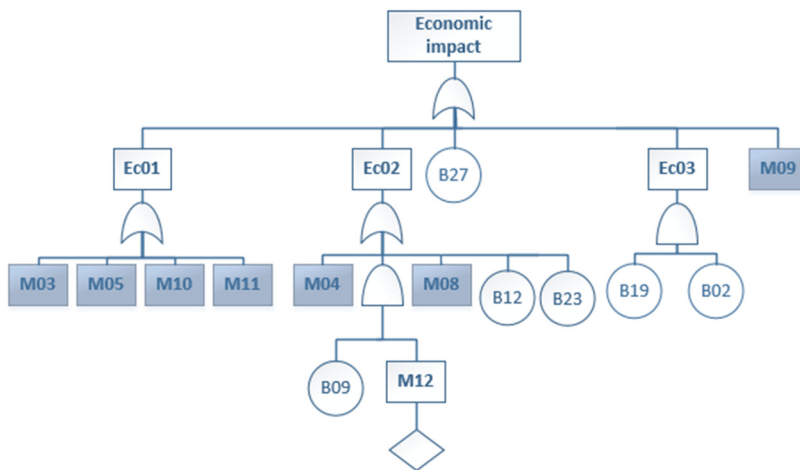 Economic
impact
Ec01
Ec02
B27
Ec03
M09
M03
M05
M10
M11
M04
M08
B12
B23
B19
B02
B09
M12